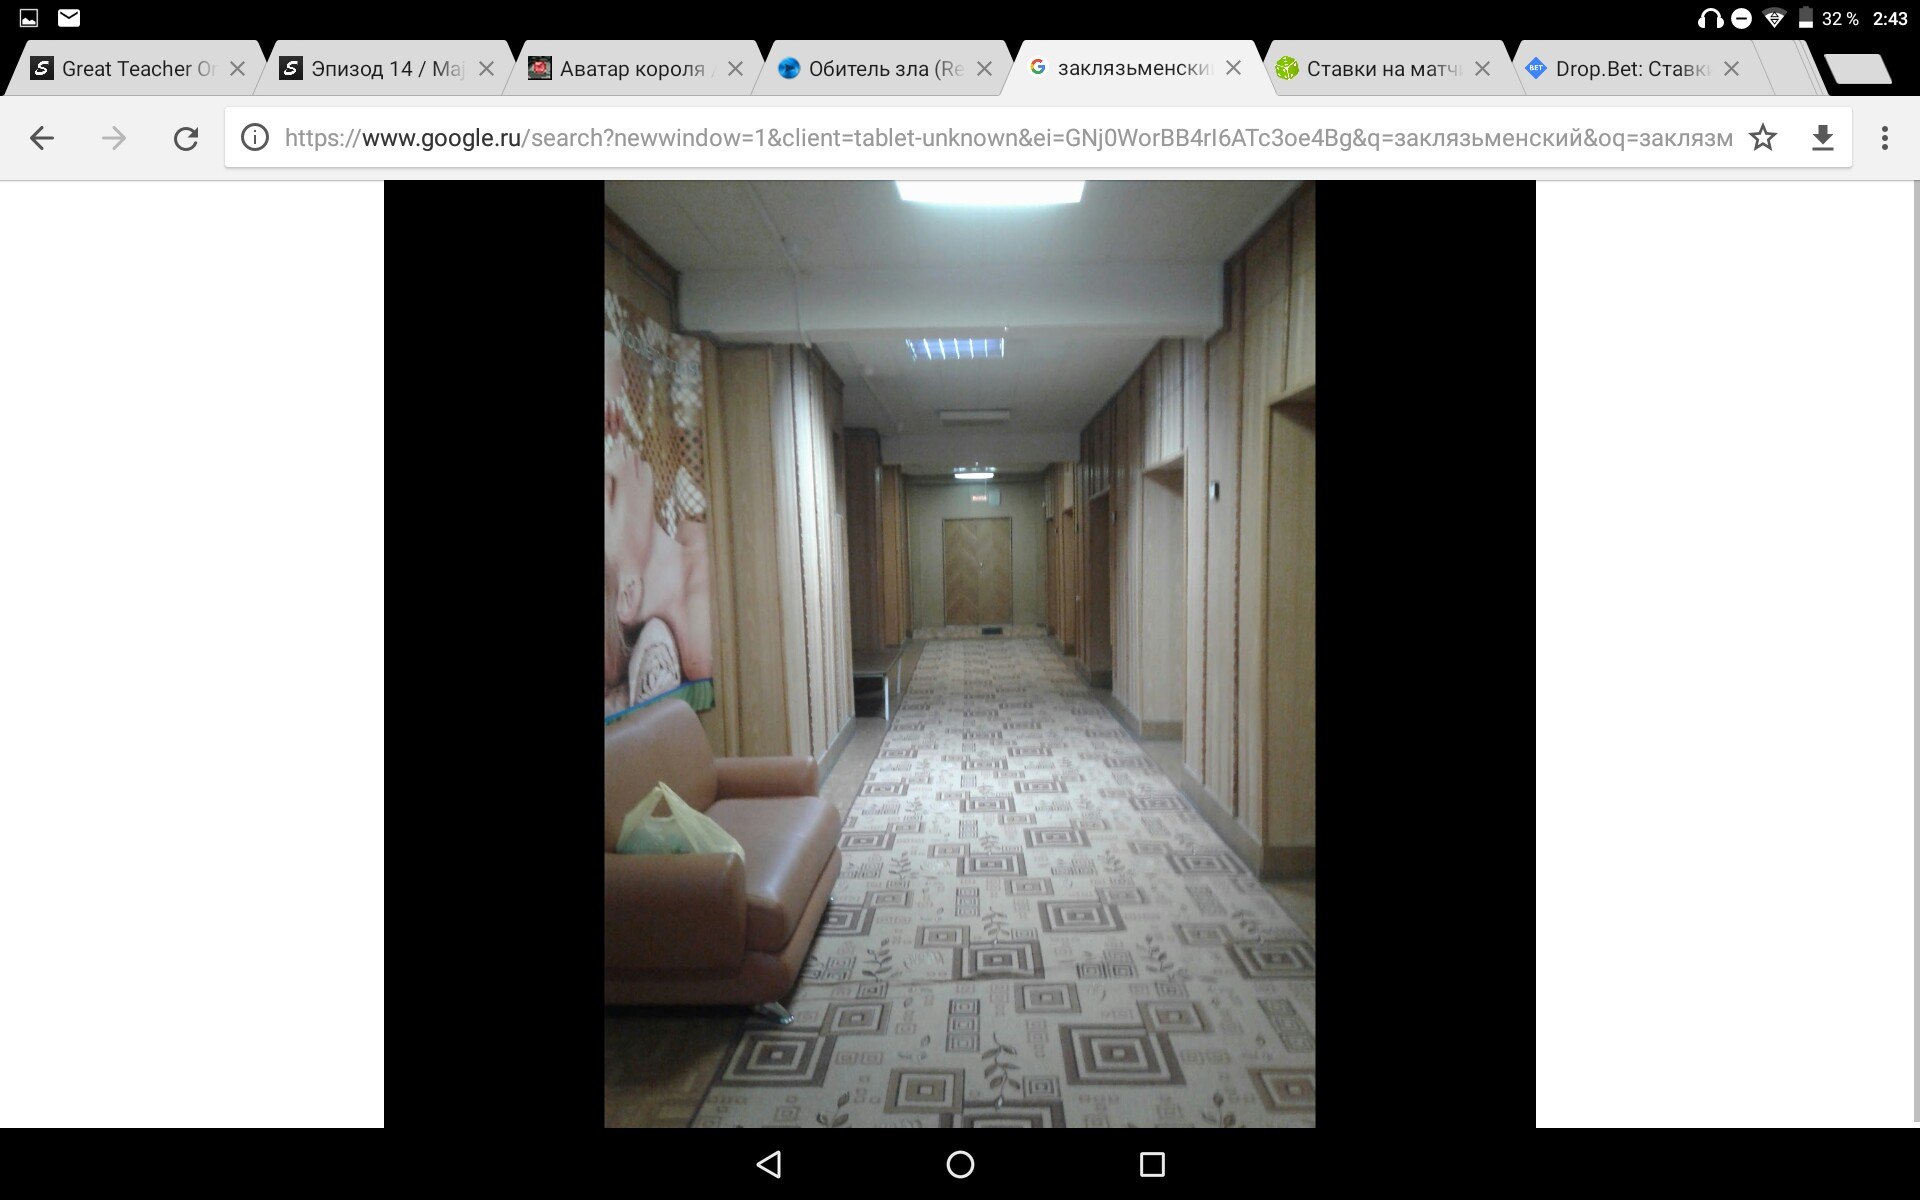 32 % 2:43
Great Teacher Or
Эпизод 14 / Maj
Аватар короля /
Обитель зла (Re
заклязьменски
Ставки на матч
BET Drop.Bet: Ставк
https://www.google.ru/search?newwindow=1&client=tablet-unknown&ei=GNj0WorBB4rI6ATc3oe4Bg&q=заклязьменский&oq=заклязм